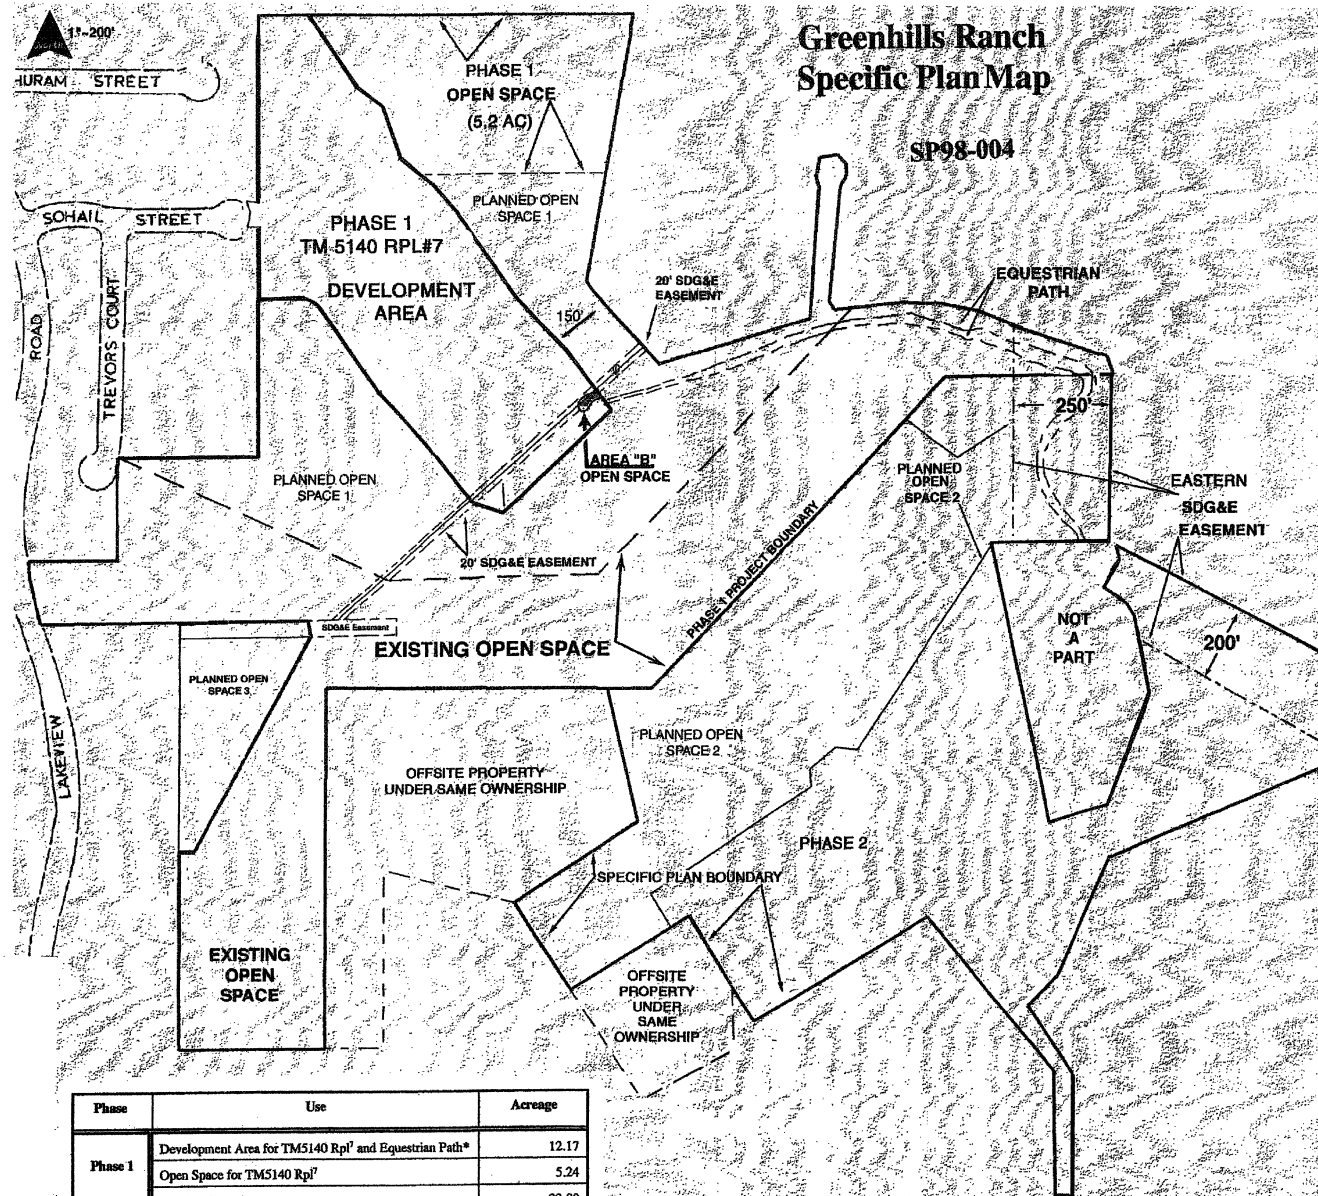 1"~200'
Greenhills Ranch
Specific Plan Map
SP98-004
HURAM STREET
PHASE 1
OPEN SPACE
(5.2 AC)
SOHAIL STREET
PLANNED OPEN
SPACE 1
PHASE 1
TM 5140 RPL#7
DEVELOPMENT
AREA
ROAD
TREVORS COURT
150'
20' SDG&E
EASEMENT
EQUESTRIAN
PATH
250'
AREA "B"
OPEN SPACE
PLANNED OPEN
SPACE 1
PLANNED
OPEN
SPACE 2
EASTERN
SDG&E
EASEMENT
20' SDG&E EASEMENT
PHASE 1 PROJECT BOUNDARY
SDG&E Easement
EXISTING OPEN SPACE
NOT
A
PART
200'
PLANNED OPEN
SPACE 3
LAKEVIEW
PLANNED OPEN
SPACE 2
OFFSITE PROPERTY
UNDER SAME OWNERSHIP
PHASE 2
SPECIFIC PLAN BOUNDARY
EXISTING
OPEN
SPACE
OFFSITE
PROPERTY
UNDER
SAME
OWNERSHIP
Phase Use Acreage
Phase 1
Development Area for TM5140 Rpl7 and Equestrian Path* 12.17
Open Space for TM5140 Rpl7 5.24